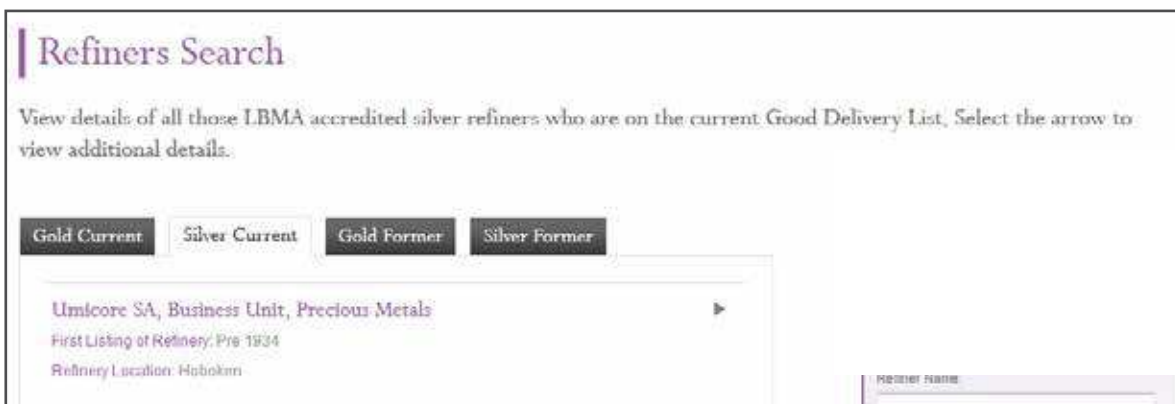 Refiners Search
View details of all those LBMA accredited silver refiners who are on the current Good Delivery List, Select the arrow to
view additional details.
Gold Current Silver Current Gold Former Silver Former
Umicore SA, Business Unit, Precious Metals
First Listing of Refinery: Pre 1934
Refinery Location: Hoboken
Refiner Name